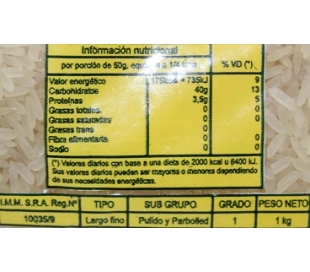 Información nutricional
por porción de 50g, equ
% VD (*)
Valor energético 175kcal = 735kJ 9
Carbohidratos 40g 13
Proteínas 3,5g 5
Grasas totales 0 0
Grasas saturadas 0 0
Grasas trans 0
Fibra alimentaria 0 0
Sodio 0 0
(*) Valores diarios con base a una dieta de 2000 kcal o 8400 kJ.
Sus valores diarios pueden ser mayores o menores dependiendo
de sus necesidades energéticas.
I.M.M. S.R.A. Reg.Nº TIPO SUB GRUPO GRADO PESO NETO
10035/9 Largo fino Pulido y Parboiled 1 1 kg